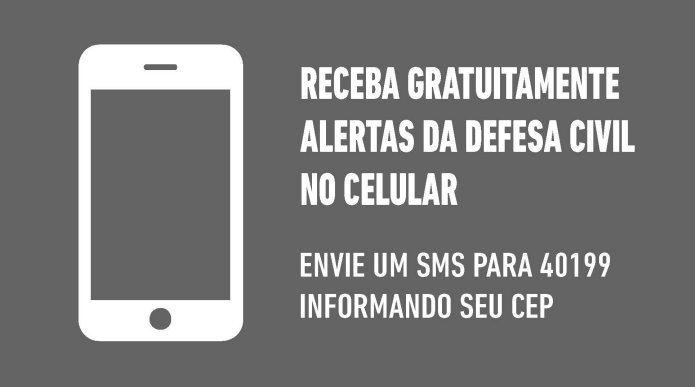 RECEBA GRATUITAMENTE
ALERTAS DA DEFESA CIVIL
NO CELULAR
ENVIE UM SMS PARA 40199
INFORMANDO SEU CEP